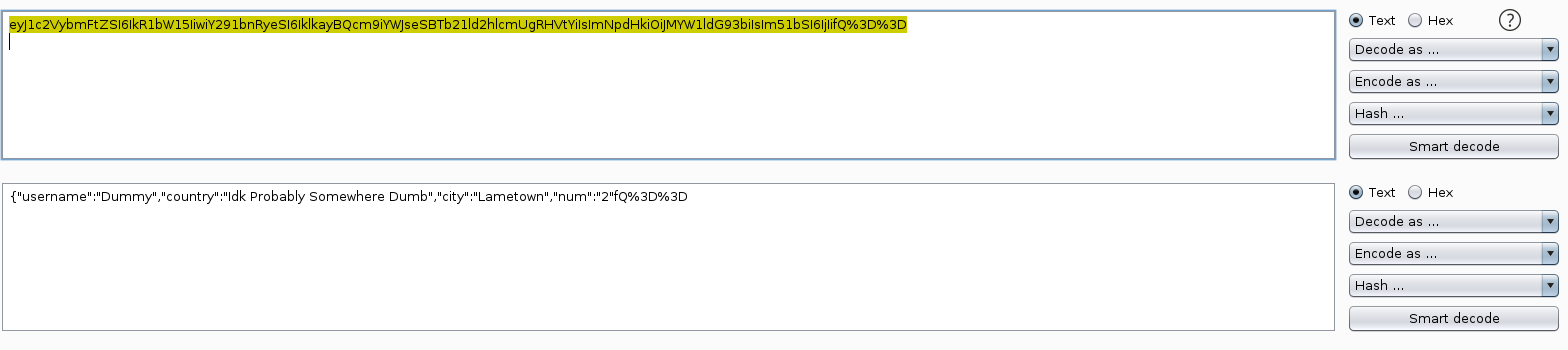 eyJ1c2VybmFtZSI6IkR1bW15IiwiY291bnRyeSI6IklkayBQcm9iYWJseSBTb21ld2hlcmUgRHVtYiIsImNpdHkiOiJMYW1ldG93biIsIm51bSI6IjIifQ%3D%3D
Text Hex ?
Decode as ...
Encode as ...
Hash ...
Smart decode
{"username":"Dummy","country":"Idk Probably Somewhere Dumb","city":"Lametown","num":"2"fQ%3D%3D
Text Hex
Decode as ...
Encode as ...
Hash ...
Smart decode